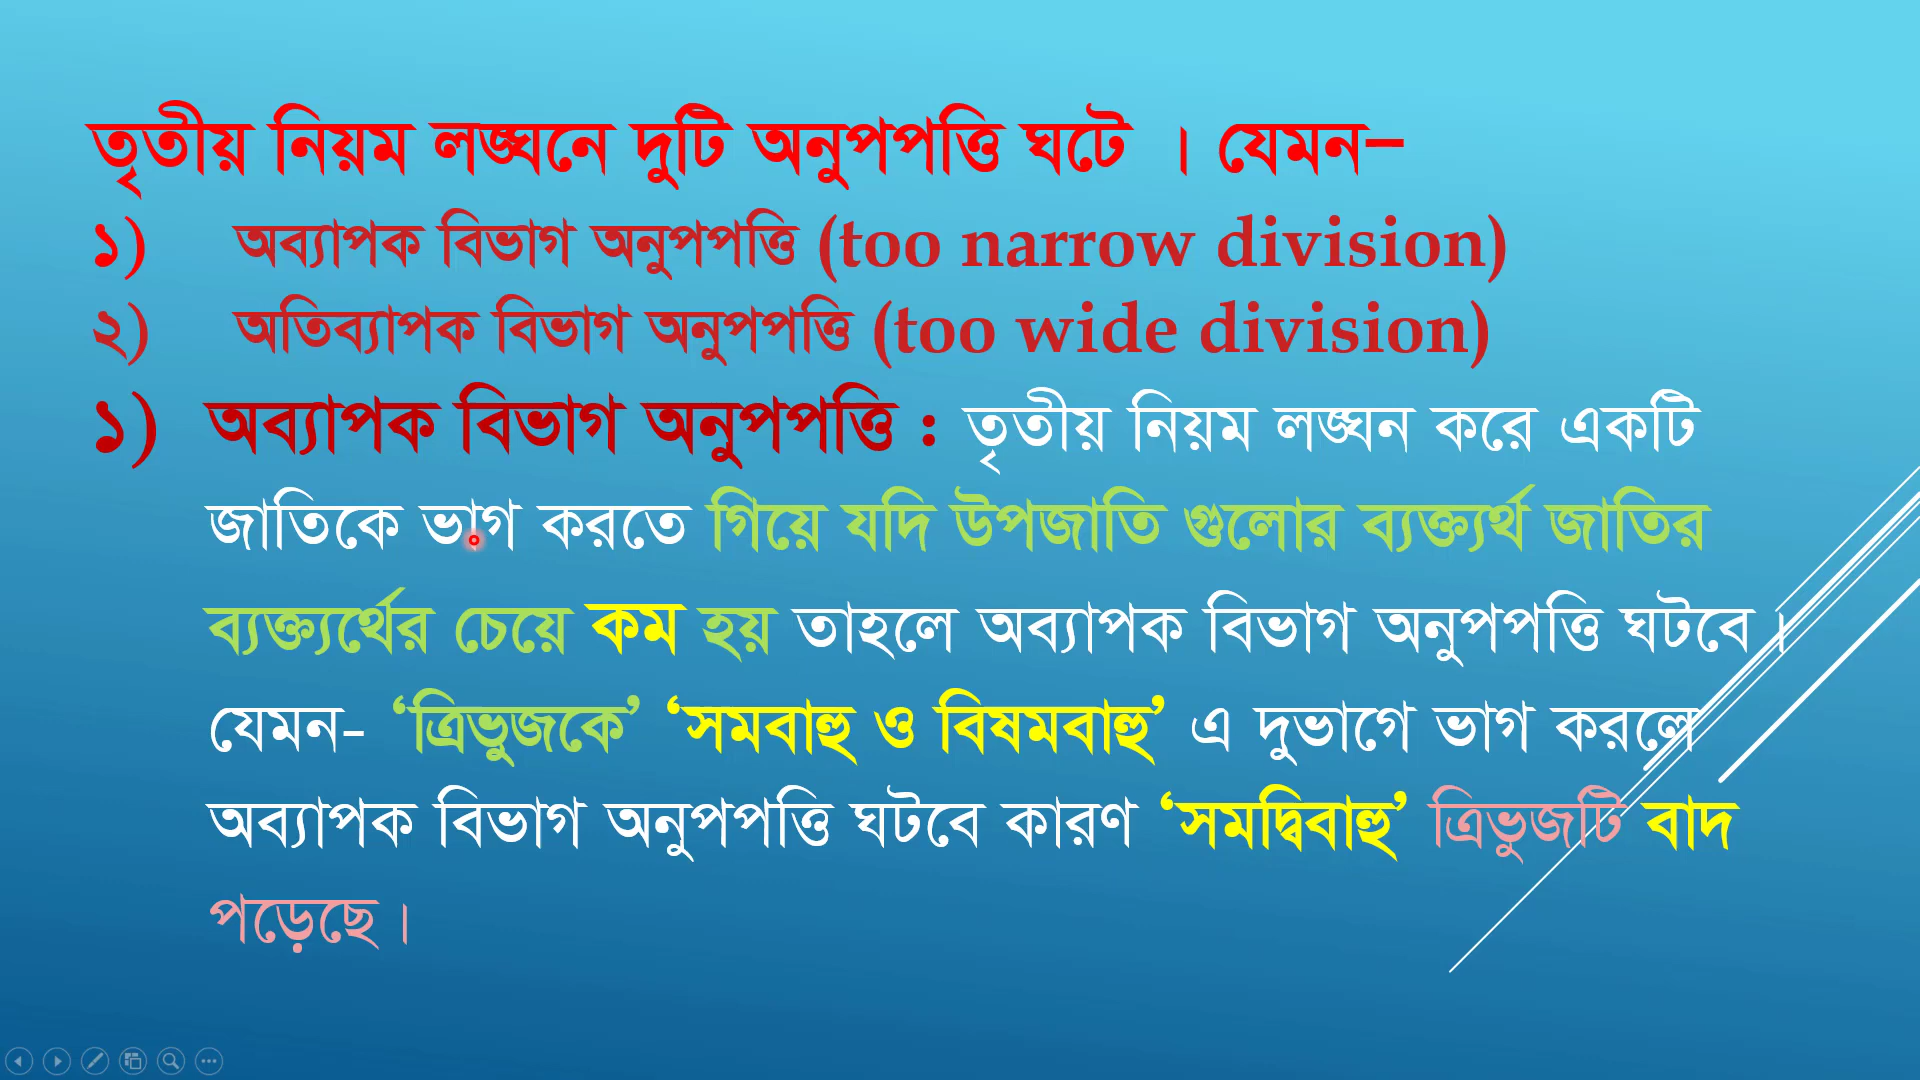 তৃতীয় নিয়ম লঙ্ঘনে দুটি অনুপপত্তি ঘটে । যেমন–
১) অব্যাপক বিভাগ অনুপপত্তি (too narrow division)
২) অতিব্যাপক বিভাগ অনুপপত্তি (too wide division)
১) অব্যাপক বিভাগ অনুপপত্তি : তৃতীয় নিয়ম লঙ্ঘন করে একটি
জাতিকে ভাগ করতে গিয়ে যদি উপজাতি গুলোর ব্যক্ত্যর্থ জাতির
ব্যক্ত্যর্থের চেয়ে কম হয় তাহলে অব্যাপক বিভাগ অনুপপত্তি ঘটবে।
যেমন- ‘ত্রিভুজকে’ ‘সমবাহু ও বিষমবাহু’ এ দুভাগে ভাগ করলে
অব্যাপক বিভাগ অনুপপত্তি ঘটবে কারণ ‘সমদ্বিবাহু’ ত্রিভুজটি বাদ
পড়েছে।